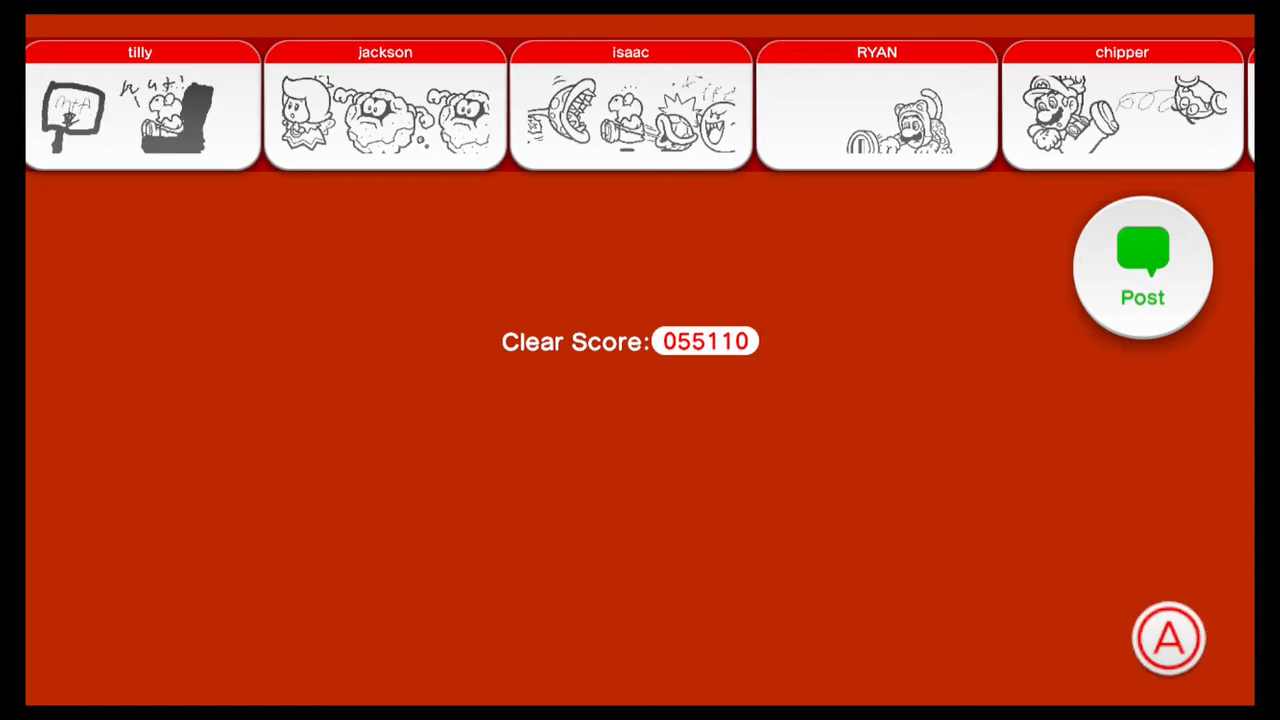 tilly
jackson
isaac
RYAN
chipper
Post
Clear Score: 055110
A